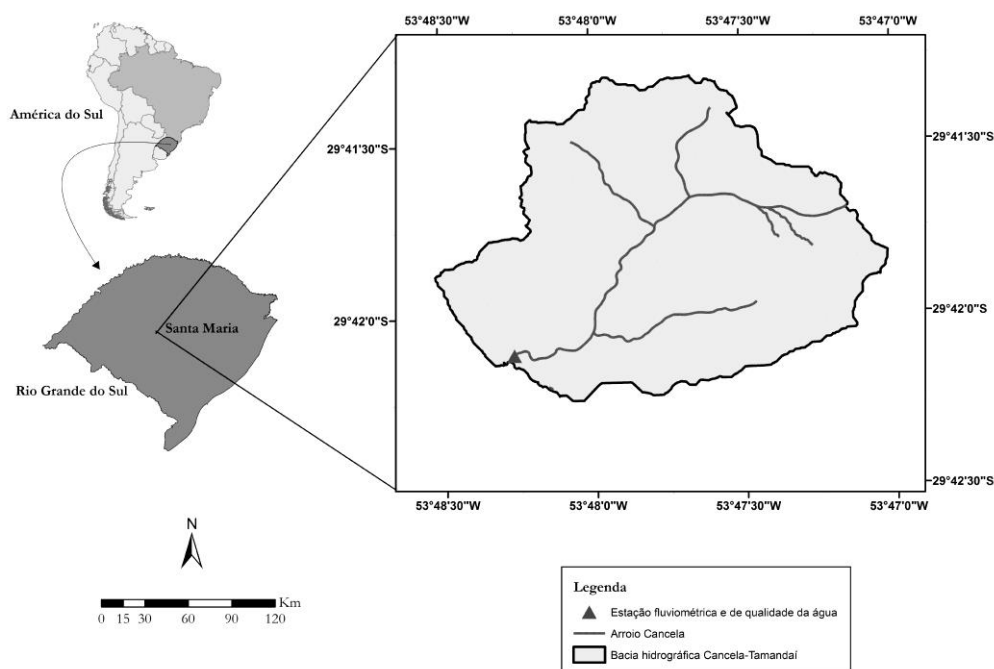 América do Sul
Santa Maria
Rio Grande do Sul
N
Km
0 15 30 60 90 120
53°48'30"W 53°48'0"W 53°47'30"W 53°47'0"W
29°41'30"S 29°41'30"S
29°42'0"S 29°42'0"S
29°42'30"S
53°48'30"W 53°48'0"W 53°47'30"W 53°47'0"W
Legenda
Estação fluviométrica e de qualidade da água
Arroio Cancela
Bacia hidrográfica Cancela-Tamandaí